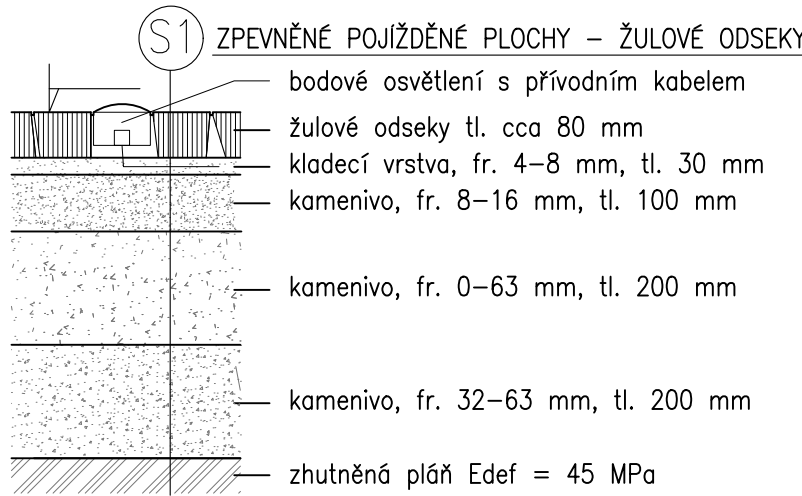 S1 ZPEVNĚNÉ POJÍŽDĚNÉ PLOCHY – ŽULOVÉ ODSEKY
bodové osvětlení s přívodním kabelem
žulové odseky tl. cca 80 mm
kladecí vrstva, fr. 4–8 mm, tl. 30 mm
kamenivo, fr. 8–16 mm, tl. 100 mm
kamenivo, fr. 0–63 mm, tl. 200 mm
kamenivo, fr. 32–63 mm, tl. 200 mm
zhutněná pláň Edef = 45 MPa